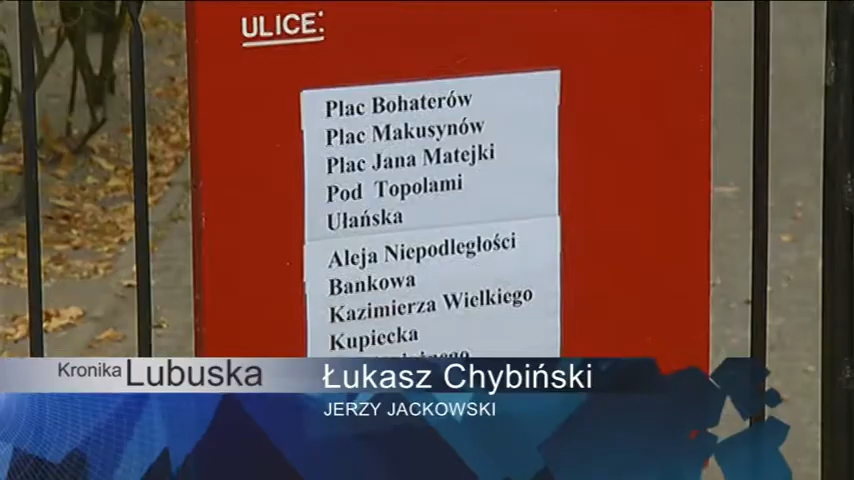 ULICE:
Plac Bohaterów
Plac Makusynów
Plac Jana Matejki
Pod Topolami
Ułańska
Aleja Niepodległości
Bankowa
Kazimierza Wielkiego
Kupiecka
Kronika Lubuska
Łukasz Chybiński
JERZY JACKOWSKI